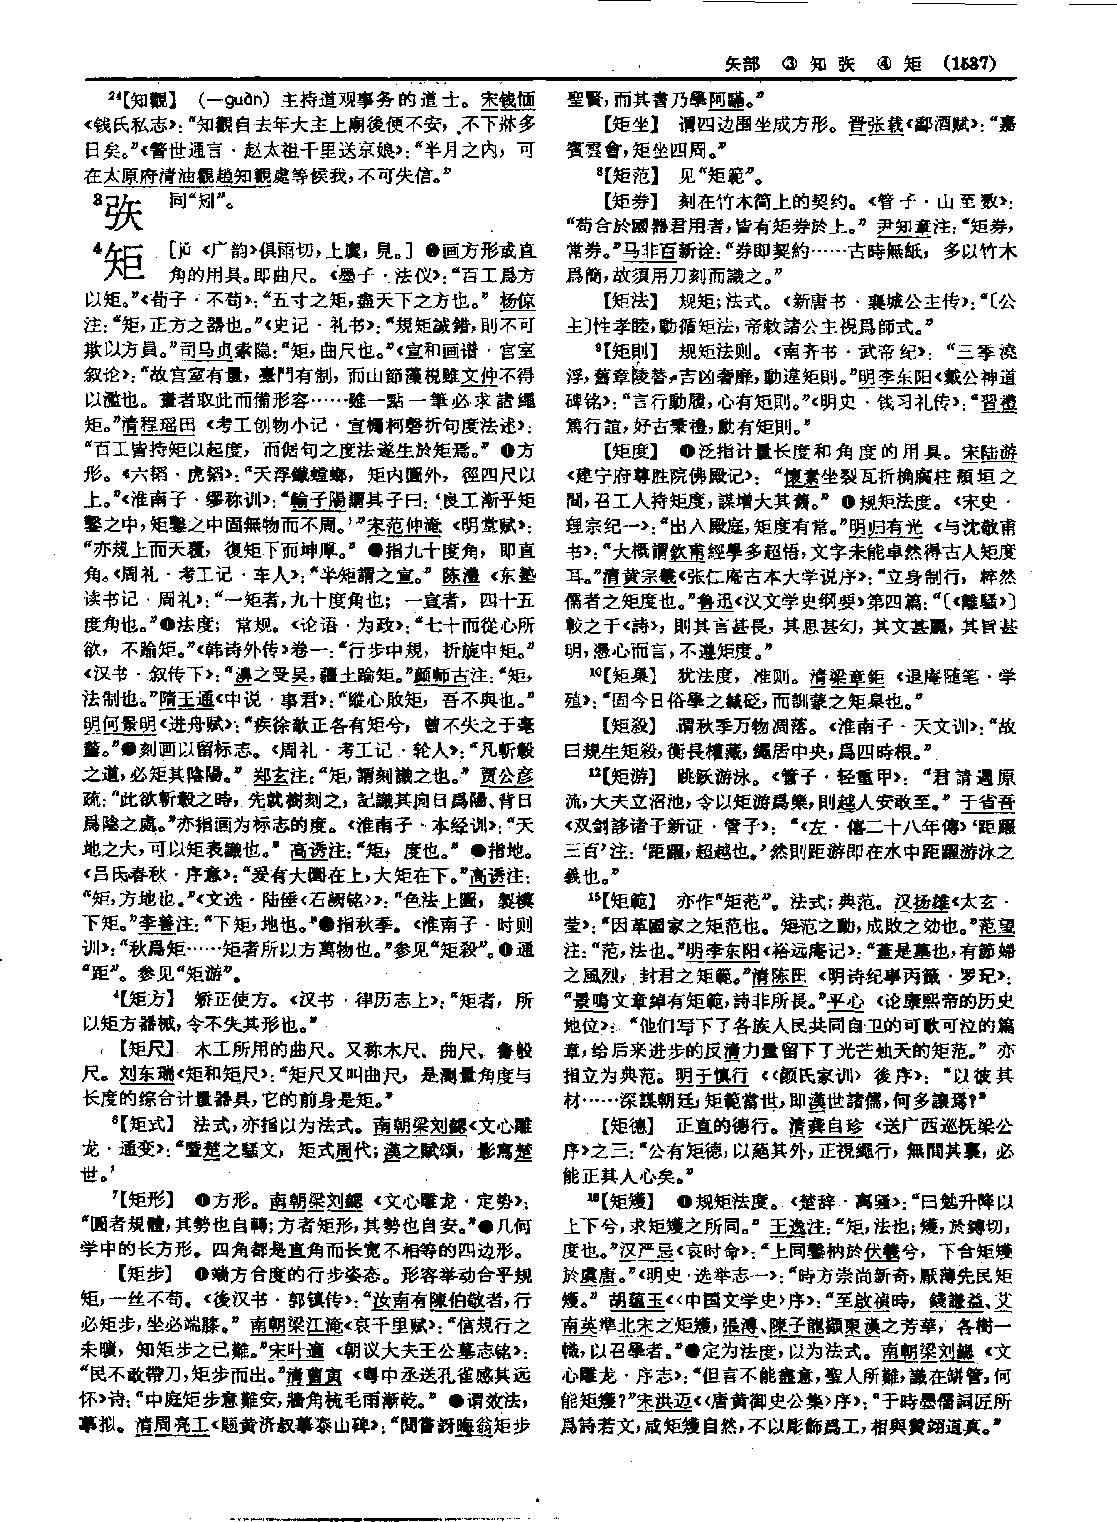 矢部 ③ 知 㢮 ④ 矩 (1537)
24【知觀】 (—guàn) 主持道观事务的道士。宋钱愐
《钱氏私志》：“知觀自去年大主上廟後便不安，不下牀多
日矣。”《警世通言·赵太祖千里送京娘》：“半月之内，可
在太原府清油觀趙知觀處等候我，不可失信。”
3 同“矧”。
4矩 [jǔ 《广韵》俱雨切，上麌，見。] ❶画方形或直
角的用具。即曲尺。《墨子·法仪》：“百工爲方
以矩。”《荀子·不苟》：“五寸之矩，盡天下之方也。”杨倞
注：“矩，正方之器也。”《史记·礼书》：“規矩誠錯，則不可
欺以方員。”司马贞索隐：“矩，曲尺也。”《宣和画谱·宫室
叙论》：“故宫室有量，臺門有制，而山節藻梲雖文仲不得
以濫也。畫者取此而備形容……雖一點一筆必求諸繩
矩。”清程瑶田《考工创物小记·宣欘柯磬折句度法述》：
“百工皆持矩以起度，而倨句之度法遂生於矩焉。”❷方
形。《六韬·虎韬》：“天浮鐵螳螂，矩内圓外，徑四尺以
上。”《淮南子·缪称训》：“輸子陽謂其子曰：‘良工漸乎矩
鑿之中，矩鑿之中固無物而不周。’”宋范仲淹《明堂赋》：
“亦規上而天覆，復矩下而坤厚。”❸指九十度角，即直
角。《周礼·考工记·车人》：“半矩謂之宣。”陈澧《东塾
读书记·周礼》：“一矩者，九十度角也；一宣者，四十五
度角也。”❹法度；常规。《论语·为政》：“七十而從心所
欲，不踰矩。”《韩诗外传》卷一：“行步中規，折旋中矩。”
《汉书·叙传下》：“濞之受吴，疆土踰矩。”颜师古注：“矩，
法制也。”隋王通《中说·事君》：“縱心敗矩，吾不與也。”
明何景明《进舟赋》：“疾徐敧正各有矩兮，曾不失之于毫
釐。”❺刻画以留标志。《周礼·考工记·轮人》：“凡斬轂
之道，必矩其陰陽。”郑玄注：“矩，謂刻識之也。”贾公彦
疏：“此欲斬轂之時，先就樹刻之，記識其向日爲陽、背日
爲陰之處。”亦指画为标志的度。《淮南子·本经训》：“天
地之大，可以矩表識也。”高诱注：“矩，度也。”❻指地。
《吕氏春秋·序意》：“爰有大圜在上，大矩在下。”高诱注：
“矩，方地也。”《文选·陆倕〈石阙铭〉》：“色法上圓，製模
下矩。”李善注：“下矩，地也。”❼指秋季。《淮南子·时则
训》：“秋爲矩……矩者所以方萬物也。”参见“矩殺”。❽通
“距”。参见“矩游”。
4【矩方】 矫正使方。《汉书·律历志上》：“矩者，所
以矩方器械，令不失其形也。”
【矩尺】 木工所用的曲尺。又称木尺、曲尺、鲁般
尺。刘东瑞《矩和矩尺》：“矩尺又叫曲尺，是測量角度与
长度的综合计量器具，它的前身是矩。”
6【矩式】 法式，亦指以为法式。南朝梁刘勰《文心雕
龙·通变》：“暨楚之騷文，矩式周代；漢之賦頌，影寫楚
世。”
7【矩形】 ❶方形。南朝梁刘勰《文心雕龙·定势》：
“圓者規體，其勢也自轉；方者矩形，其勢也自安。”❷几何
学中的长方形。四角都是直角而长宽不相等的四边形。
【矩步】 ❶端方合度的行步姿态。形容举动合乎规
矩，一丝不苟。《後汉书·郭镇传》：“汝南有陳伯敬者，行
必矩步，坐必端膝。”南朝梁江淹《哀千里赋》：“信規行之
未曠，知矩步之已難。”宋叶適《朝议大夫王公墓志铭》：
“民不敢帶刀，矩步而出。”清曹寅《粤中丞送孔雀感其远
怀》诗：“中庭矩步意難安，牆角梳毛雨漸乾。”❷谓效法，
摹拟。清周亮工《题黄济叔摹泰山碑》：“聞嘗訝晦翁矩步
聖賢，而其書乃學阿瞞。”
【矩坐】 谓四边围坐成方形。晋张载《酃酒赋》：“嘉
賓雲會，矩坐四周。”
8【矩范】 见“矩範”。
【矩券】 刻在竹木简上的契约。《管子·山至数》：
“苟合於國器君用者，皆有矩券於上。”尹知章注：“矩券，
常券。”马非百新诠：“券即契約……古時無紙，多以竹木
爲簡，故須用刀刻而識之。”
【矩法】 规矩；法式。《新唐书·襄城公主传》：“〔公
主〕性孝睦，動循矩法，帝敕諸公主視爲師式。”
9【矩則】 规矩法则。《南齐书·武帝纪》：“三季澆
浮，舊章陵替，吉凶奢靡，動違矩則。”明李东阳《戴公神道
碑铭》：“言行動履，心有矩則。”《明史·钱习礼传》：“習禮
篤行誼，好古秉禮，動有矩則。”
【矩度】 ❶泛指计量长度和角度的用具。宋陆游
《建宁府尊胜院佛殿记》：“懷素坐裂瓦折桷腐柱頹垣之
間，召工人持矩度，謀增大其舊。”❷规矩法度。《宋史·
理宗纪一》：“出入殿庭，矩度有常。”明归有光《与沈敬甫
书》：“大概謂欽甫經學多超悟，文字未能卓然得古人矩度
耳。”清黄宗羲《张仁庵古本大学说序》：“立身制行，粹然
儒者之矩度也。”鲁迅《汉文学史纲要》第四篇：“〔《離騷》〕
較之于《詩》，則其言甚長，其思甚幻，其文甚麗，其旨甚
明，憑心而言，不遵矩度。”
10【矩臬】 犹法度，准则。清梁章鉅《退庵随笔·学
殖》：“固今日俗學之鍼砭，而訓蒙之矩臬也。”
【矩殺】 谓秋季万物凋落。《淮南子·天文训》：“故
曰規生矩殺，衡長權藏，繩居中央，爲四時根。”
12【矩游】 跳跃游泳。《管子·轻重甲》：“君請遏原
流，大夫立沼池，令以矩游爲樂，則越人安敢至。”于省吾
《双剑誃诸子新证·管子》：“《左·僖二十八年傳》‘距躍
三百’注：‘距躍，超越也。’然則距游即在水中距躍游泳之
義也。”
15【矩範】 亦作“矩范”。法式；典范。汉扬雄《太玄·
莹》：“因革國家之矩范也。矩范之動，成敗之効也。”范望
注：“范，法也。”明李东阳《裕远庵记》：“蓋是墓也，有節婦
之風烈，封君之矩範。”清陈田《明诗纪事丙籖·罗玘》：
“景鳴文章綽有矩範，詩非所長。”平心《论康熙帝的历史
地位》：“他们写下了各族人民共同自卫的可歌可泣的篇
章，给后来进步的反清力量留下了光芒灿天的矩范。”亦
指立为典范。明于慎行《〈颜氏家训〉後序》：“以彼其
材……深謀朝廷，矩範當世，即漢世諸儒，何多讓焉？”
【矩德】 正直的德行。清龚自珍《送广西巡抚梁公
序》之三：“公有矩德，以繩其外，正視繩行，無間其裏，必
能正其人心矣。”
18【矩矱】 ❶规矩法度。《楚辞·离骚》：“曰勉升降以
上下兮，求矩矱之所同。”王逸注：“矩，法也；矱，於縛切，
度也。”汉严忌《哀时命》：“上同鑿枘於伏羲兮，下合矩矱
於虞唐。”《明史·选举志一》：“時方崇尚新奇，厭薄先民矩
矱。”胡蕴玉《〈中国文学史〉序》：“至啟禎時，錢謙益、艾
南英準北宋之矩矱，張溥、陳子龍擷東漢之芳華，各樹一
幟，以召學者。”❷定为法度，以为法式。南朝梁刘勰《文
心雕龙·序志》：“但言不能盡意，聖人所難，識在缾管，何
能矩矱？”宋洪迈《〈唐黄御史公集〉序》：“于時墨儒詞匠所
爲詩若文，咸矩矱自然，不以彫飾爲工，相與贊翊道真。”